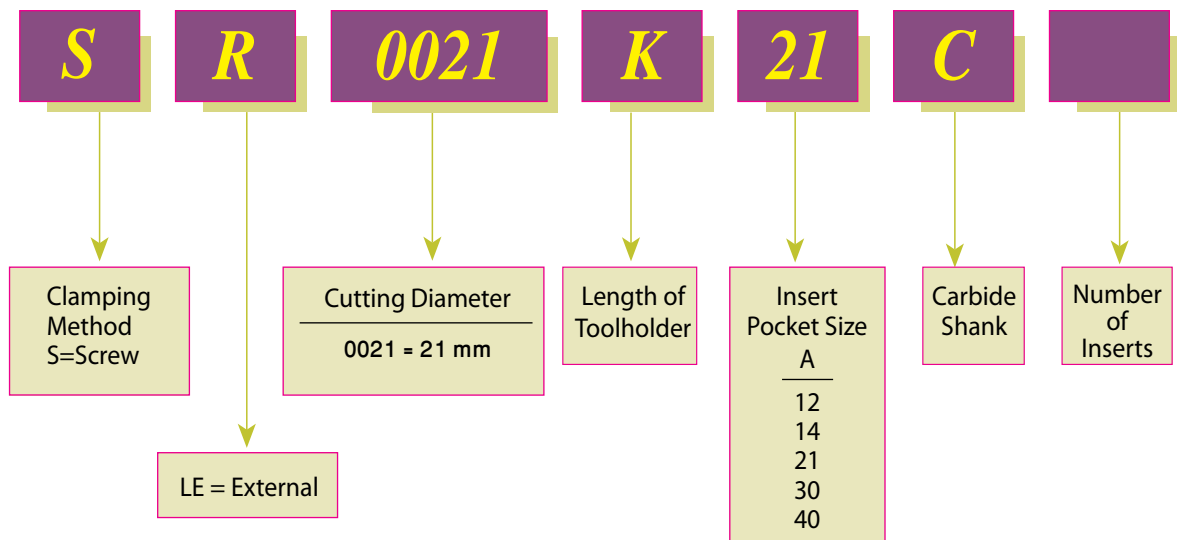 S R 0021 K 21 C
Clamping
Method
S=Screw
LE = External
Cutting Diameter
0021 = 21 mm
Length of
Toolholder
Insert
Pocket Size
A
12
14
21
30
40
Carbide
Shank
Number
of
Inserts